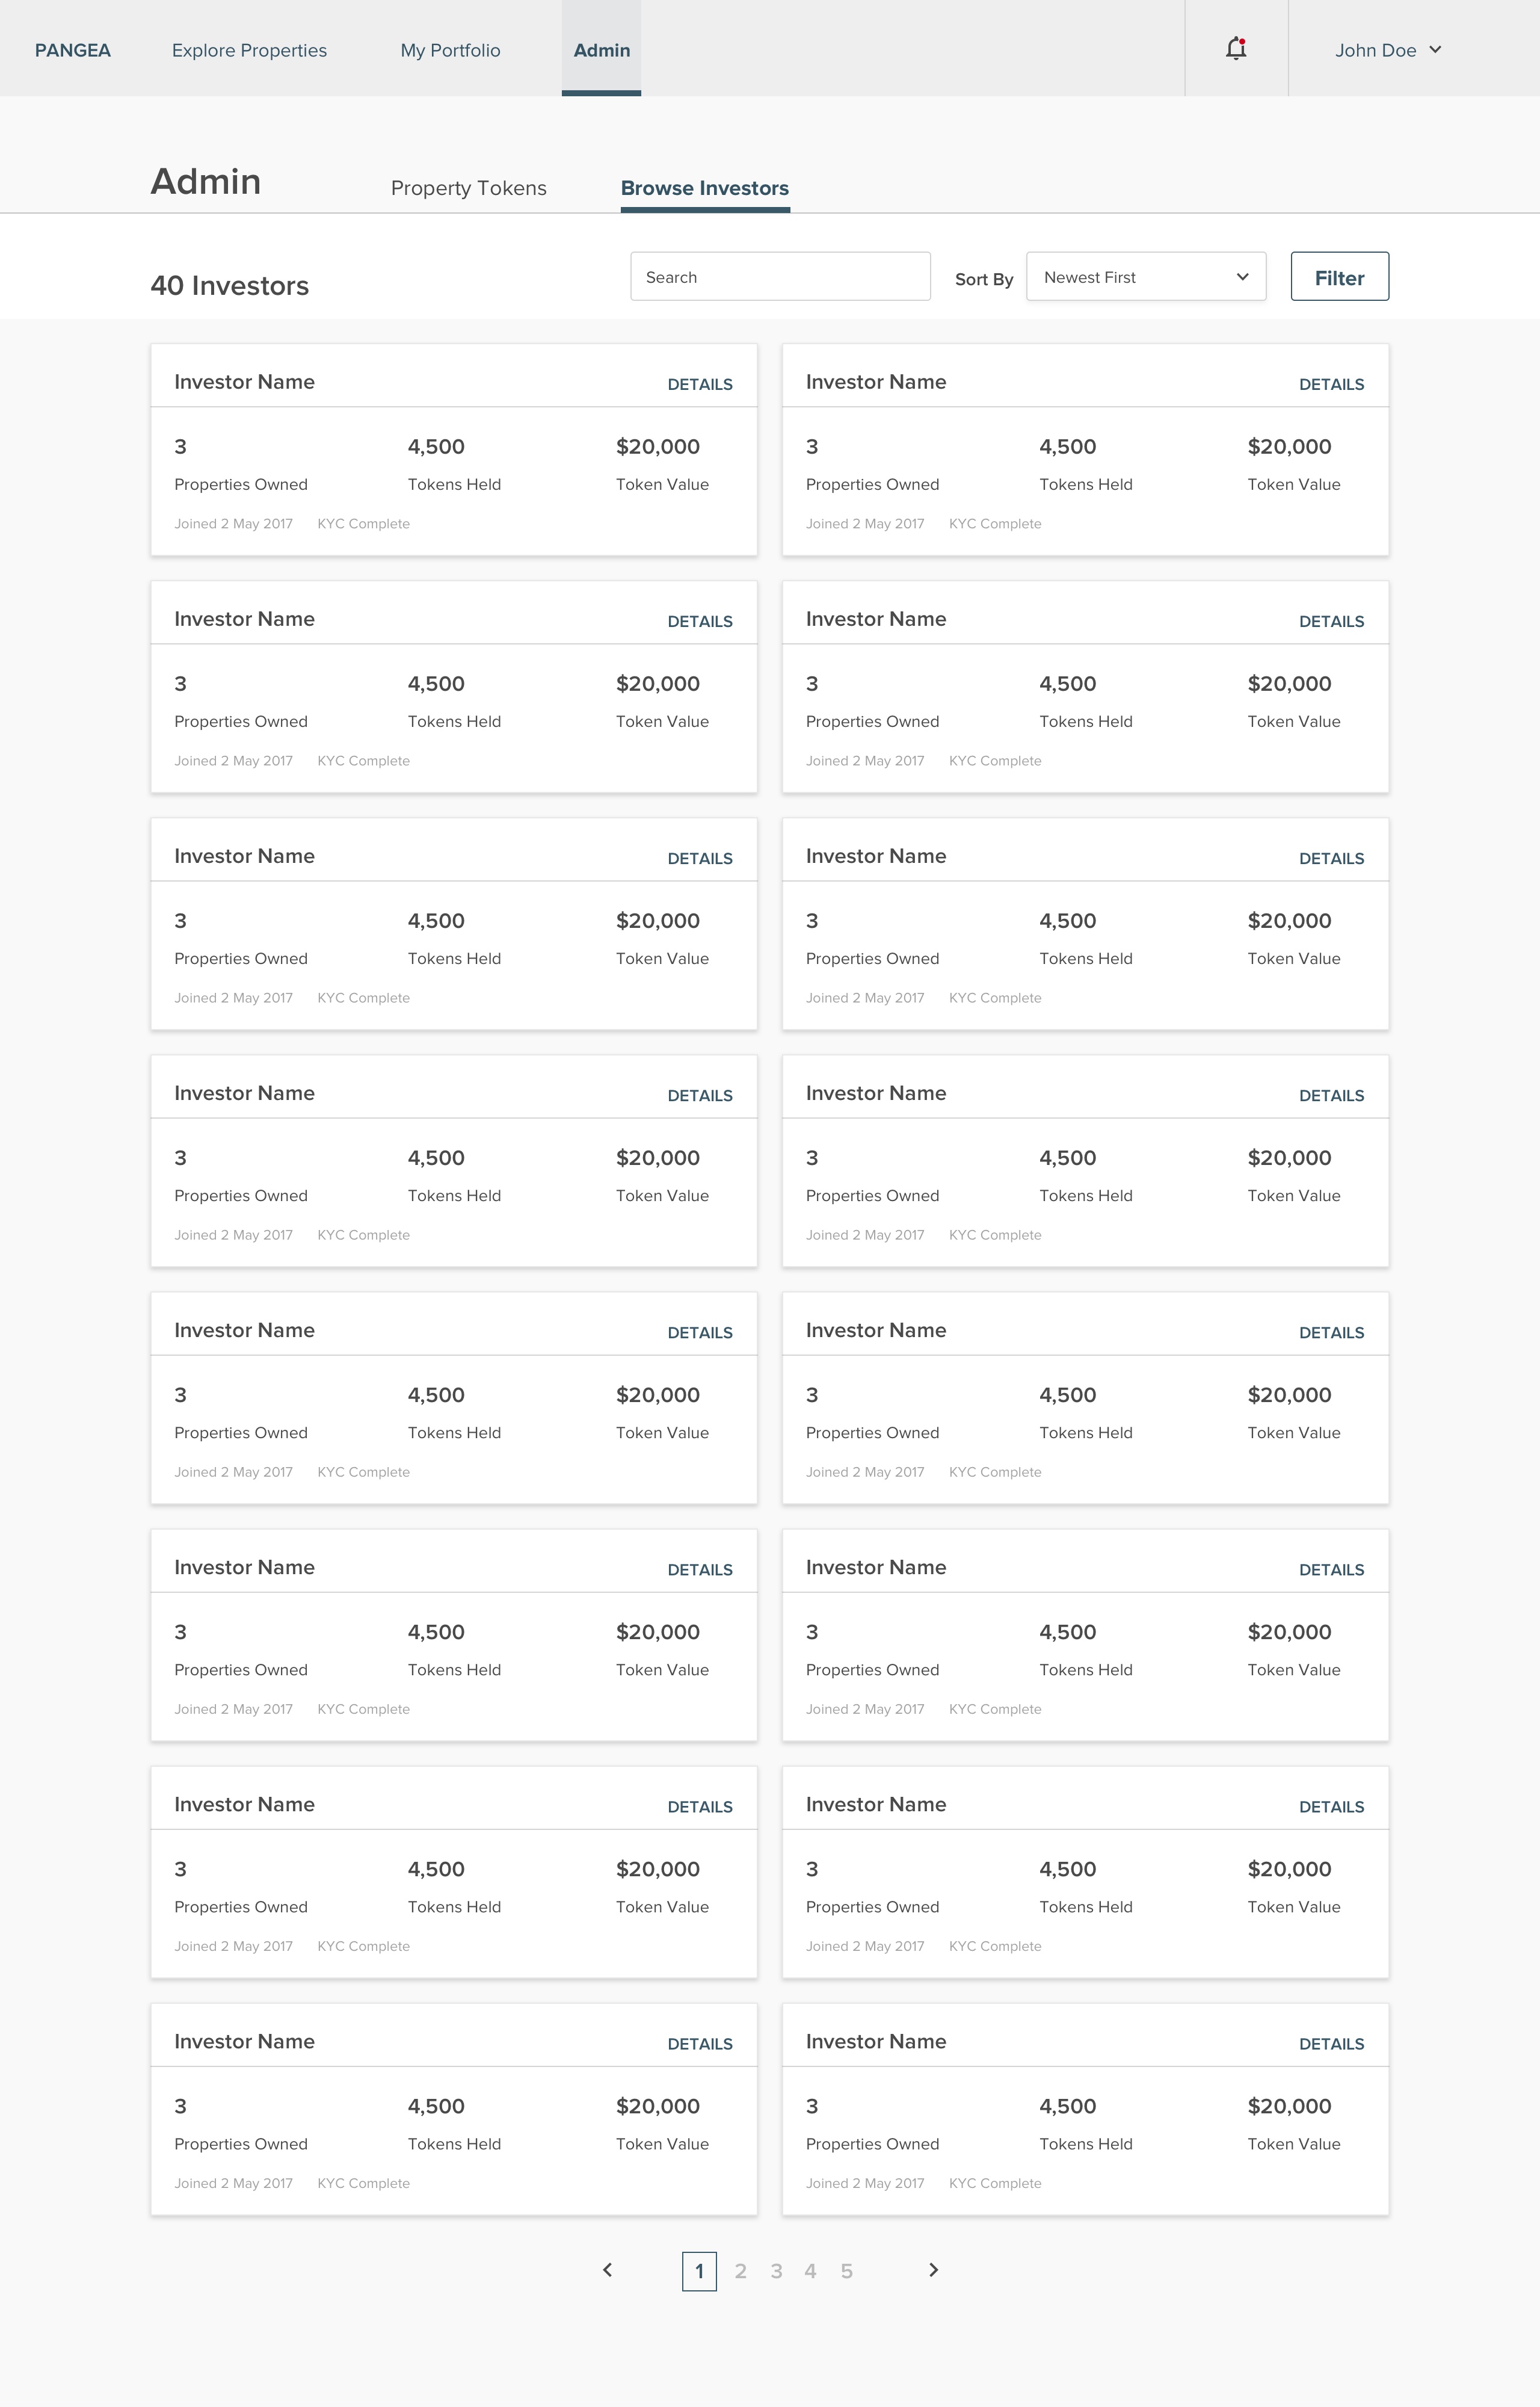 PANGEA Explore Properties My Portfolio Admin John Doe
Admin Property Tokens Browse Investors
40 Investors Search Sort By Newest First Filter
Investor Name DETAILS Investor Name DETAILS
3 4,500 $20,000 3 4,500 $20,000
Properties Owned Tokens Held Token Value Properties Owned Tokens Held Token Value
Joined 2 May 2017 KYC Complete Joined 2 May 2017 KYC Complete
Investor Name DETAILS Investor Name DETAILS
3 4,500 $20,000 3 4,500 $20,000
Properties Owned Tokens Held Token Value Properties Owned Tokens Held Token Value
Joined 2 May 2017 KYC Complete Joined 2 May 2017 KYC Complete
Investor Name DETAILS Investor Name DETAILS
3 4,500 $20,000 3 4,500 $20,000
Properties Owned Tokens Held Token Value Properties Owned Tokens Held Token Value
Joined 2 May 2017 KYC Complete Joined 2 May 2017 KYC Complete
Investor Name DETAILS Investor Name DETAILS
3 4,500 $20,000 3 4,500 $20,000
Properties Owned Tokens Held Token Value Properties Owned Tokens Held Token Value
Joined 2 May 2017 KYC Complete Joined 2 May 2017 KYC Complete
Investor Name DETAILS Investor Name DETAILS
3 4,500 $20,000 3 4,500 $20,000
Properties Owned Tokens Held Token Value Properties Owned Tokens Held Token Value
Joined 2 May 2017 KYC Complete Joined 2 May 2017 KYC Complete
Investor Name DETAILS Investor Name DETAILS
3 4,500 $20,000 3 4,500 $20,000
Properties Owned Tokens Held Token Value Properties Owned Tokens Held Token Value
Joined 2 May 2017 KYC Complete Joined 2 May 2017 KYC Complete
Investor Name DETAILS Investor Name DETAILS
3 4,500 $20,000 3 4,500 $20,000
Properties Owned Tokens Held Token Value Properties Owned Tokens Held Token Value
Joined 2 May 2017 KYC Complete Joined 2 May 2017 KYC Complete
Investor Name DETAILS Investor Name DETAILS
3 4,500 $20,000 3 4,500 $20,000
Properties Owned Tokens Held Token Value Properties Owned Tokens Held Token Value
Joined 2 May 2017 KYC Complete Joined 2 May 2017 KYC Complete
1 2 3 4 5